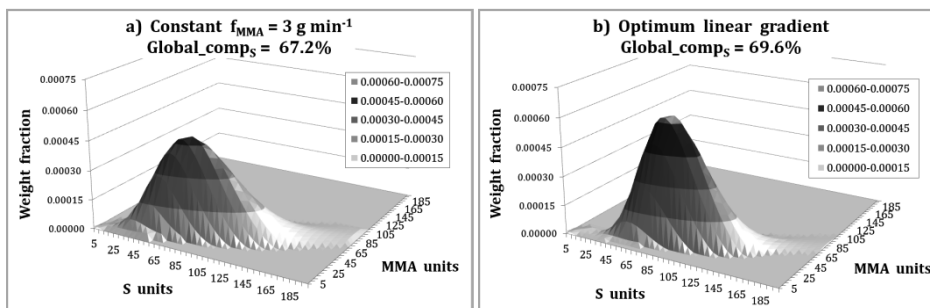 a) Constant fMMA = 3 g min-1
Global_compS = 67.2%
0.00075
0.00060
0.00045
0.00030
0.00015
0.00000
Weight fraction
0.00060-0.00075
0.00045-0.00060
0.00030-0.00045
0.00015-0.00030
0.00000-0.00015
5 25 45 65 85 105 125 145 165 185
S units
5 25 45 65 85 105 125 145 165 185
MMA units
b) Optimum linear gradient
Global_compS = 69.6%
0.00075
0.00060
0.00045
0.00030
0.00015
0.00000
Weight fraction
0.00060-0.00075
0.00045-0.00060
0.00030-0.00045
0.00015-0.00030
0.00000-0.00015
5 25 45 65 85 105 125 145 165 185
S units
5 25 45 65 85 105 125 145 165 185
MMA units